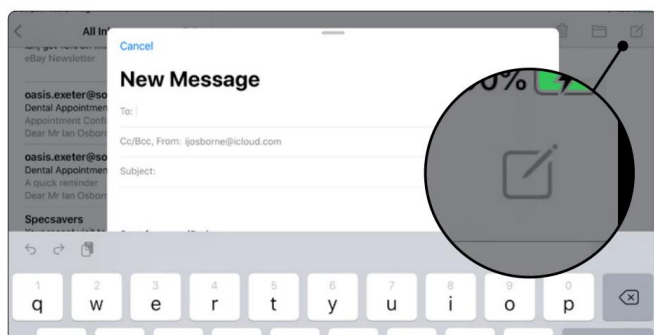 All In
Cancel
eBay Newsletter
New Message
oasis.exeter@so
Dental Appointmen
Appointment Confi
Dear Mr Ian Osborn
To:
Cc/Bcc, From: ijosborne@icloud.com
oasis.exeter@so
Dental Appointmen
A quick reminder
Dear Mr Ian Osborn
Subject:
Specsavers
0%
1 2 3 4 5 6 7 8 9 0
q w e r t y u i o p